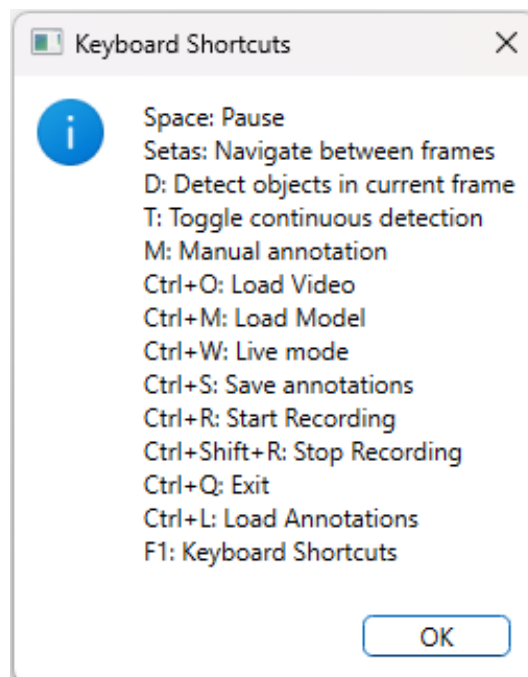 Keyboard Shortcuts
Space: Pause
Setas: Navigate between frames
D: Detect objects in current frame
T: Toggle continuous detection
M: Manual annotation
Ctrl+O: Load Video
Ctrl+M: Load Model
Ctrl+W: Live mode
Ctrl+S: Save annotations
Ctrl+R: Start Recording
Ctrl+Shift+R: Stop Recording
Ctrl+Q: Exit
Ctrl+L: Load Annotations
F1: Keyboard Shortcuts
OK